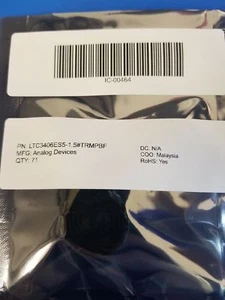 IC-00464
PN: LTC3406ES5-1.5#TRMPBF
MFG: Analog Devices
QTY: 71
DC: N/A
COO: Malaysia
RoHS: Yes